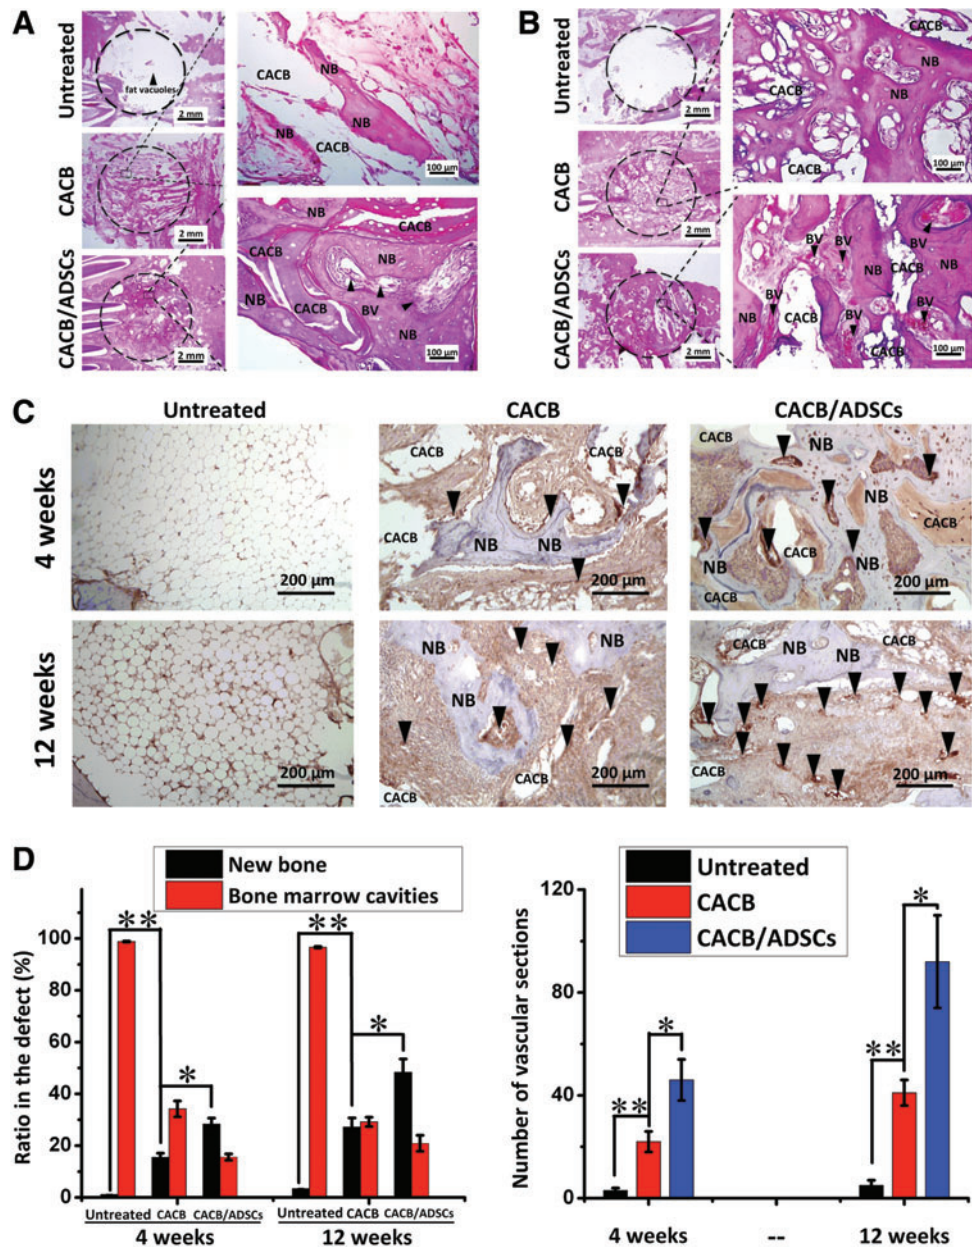 A
Untreated
fat vacuoles
2 mm
CACB
2 mm
CACB/ADSCs
2 mm
CACB
NB
NB
CACB
100 μm
CACB
CACB
NB
NB
CACB
BV
NB
100 μm
B
Untreated
2 mm
CACB
2 mm
CACB/ADSCs
2 mm
CACB
NB
CACB
NB
CACB
100 μm
BV
BV
NB
CACB
NB
BV
BV
BV
NB
CACB
CACB
100 μm
C
Untreated
CACB
CACB/ADSCs
4 weeks
200 μm
CACB
CACB
CACB
NB
NB
200 μm
CACB
NB
NB
CACB
CACB
NB
NB
CACB
200 μm
12 weeks
200 μm
NB
NB
NB
CACB
CACB
200 μm
CACB
CACB
NB
NB
CACB
200 μm
D
New bone
Bone marrow cavities
Ratio in the defect (%)
100
80
60
40
20
0
**
*
**
*
Untreated CACB CACB/ADSCs
Untreated CACB CACB/ADSCs
4 weeks
12 weeks
Untreated
CACB
CACB/ADSCs
Number of vascular sections
120
80
40
0
**
*
**
*
4 weeks
--
12 weeks